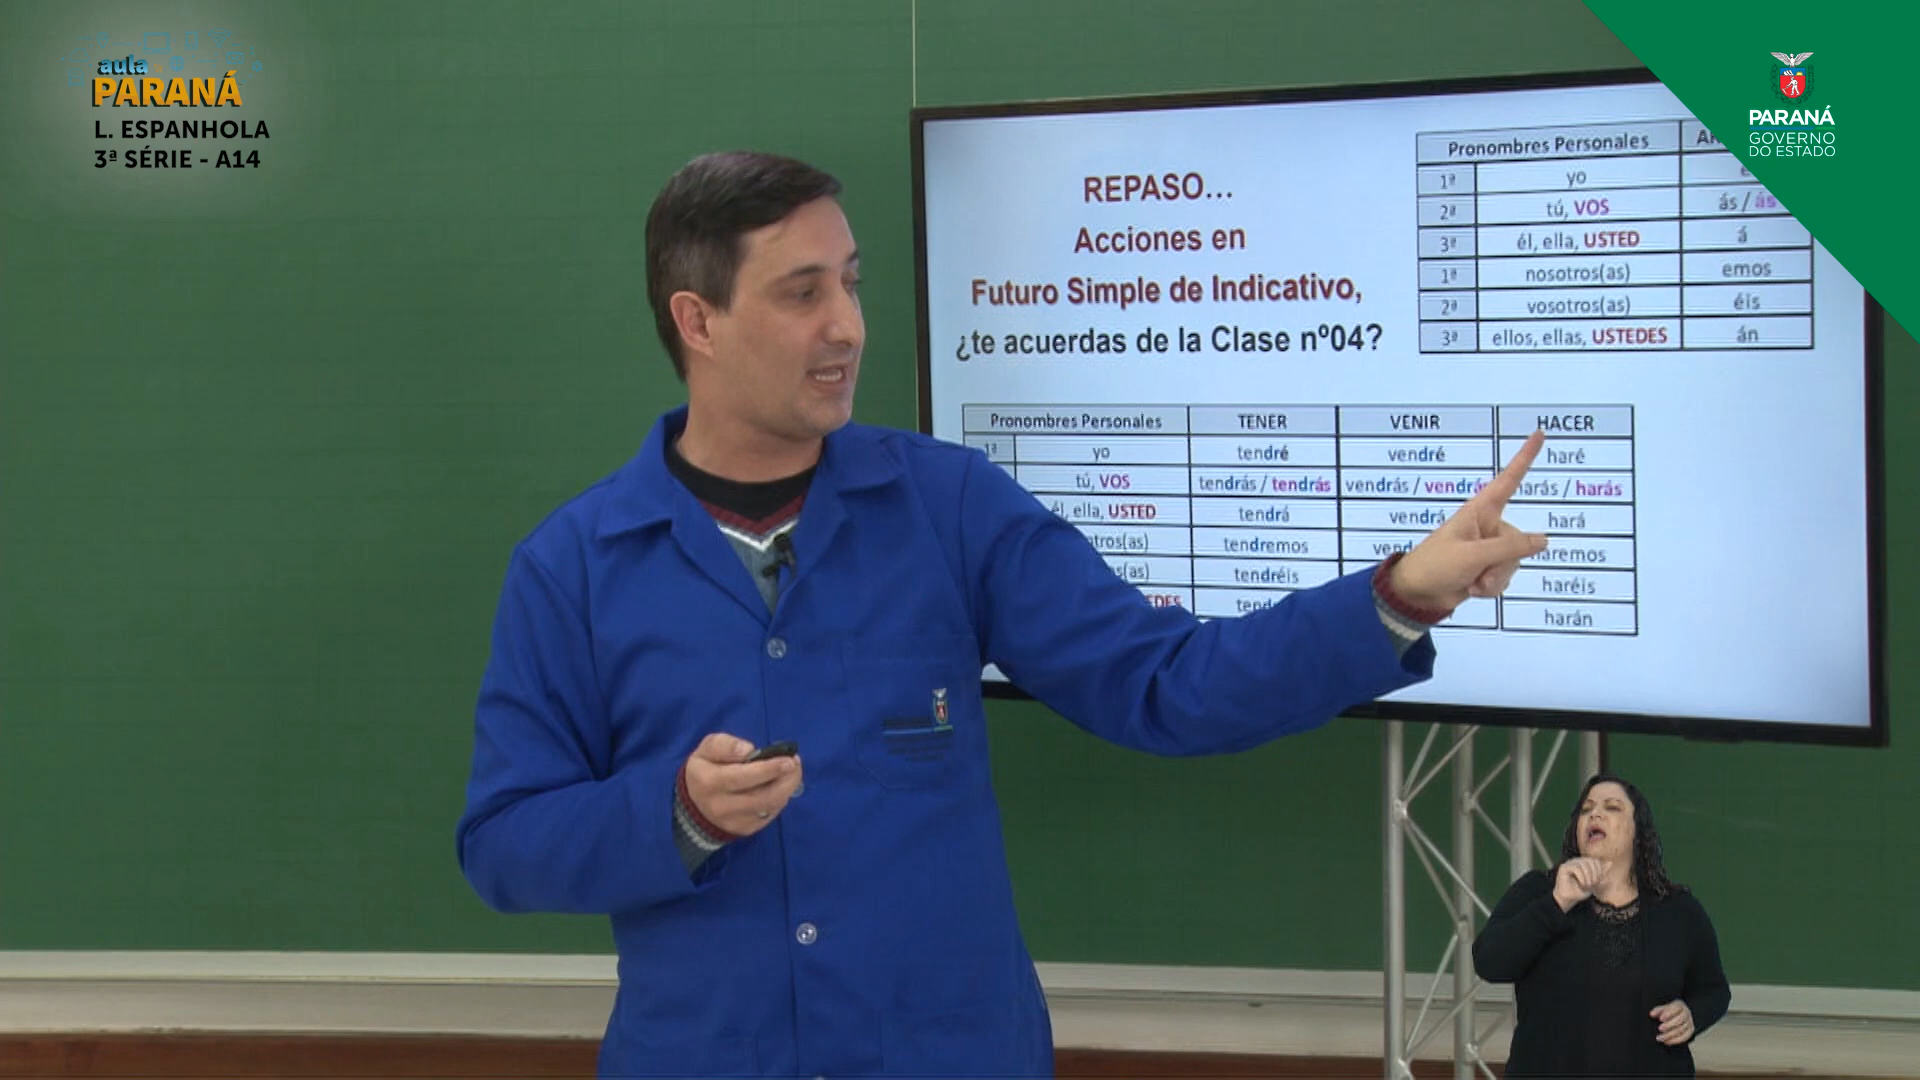 aula
PARANÁ
L. ESPANHOLA
3ª SÉRIE - A14
PARANÁ
GOVERNO
DO ESTADO
REPASO...
Acciones en
Futuro Simple de Indicativo,
¿te acuerdas de la Clase nº04?
Pronombres Personales
1ª yo
2ª tú, VOS ás / ás
3ª él, ella, USTED á
1ª nosotros(as) emos
2ª vosotros(as) éis
3ª ellos, ellas, USTEDES án
Pronombres Personales TENER VENIR HACER
1ª yo tendré vendré haré
tú, VOS tendrás / tendrás vendrás / vendrás harás / harás
él, ella, USTED tendrá vendrá hará
tendremos haremos
tendréis haréis
harán